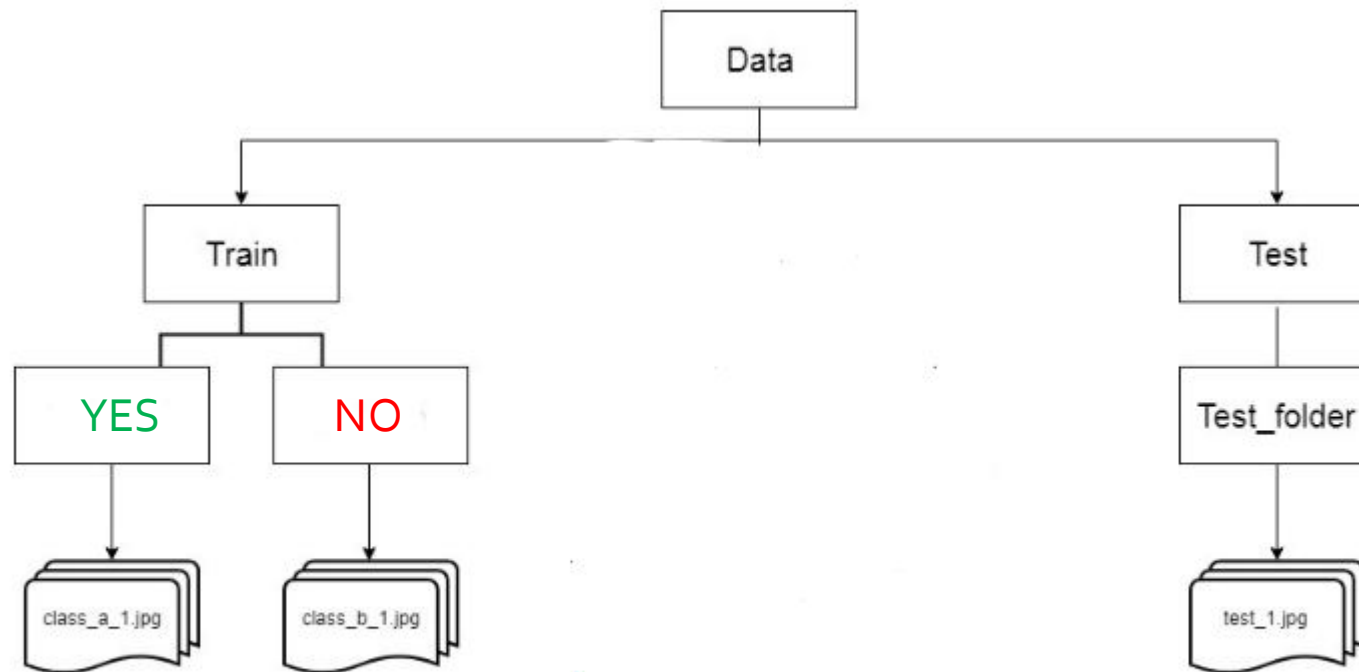 Data
Train
Test
YES
NO
Test_folder
class_a_1.jpg
class_b_1.jpg
test_1.jpg